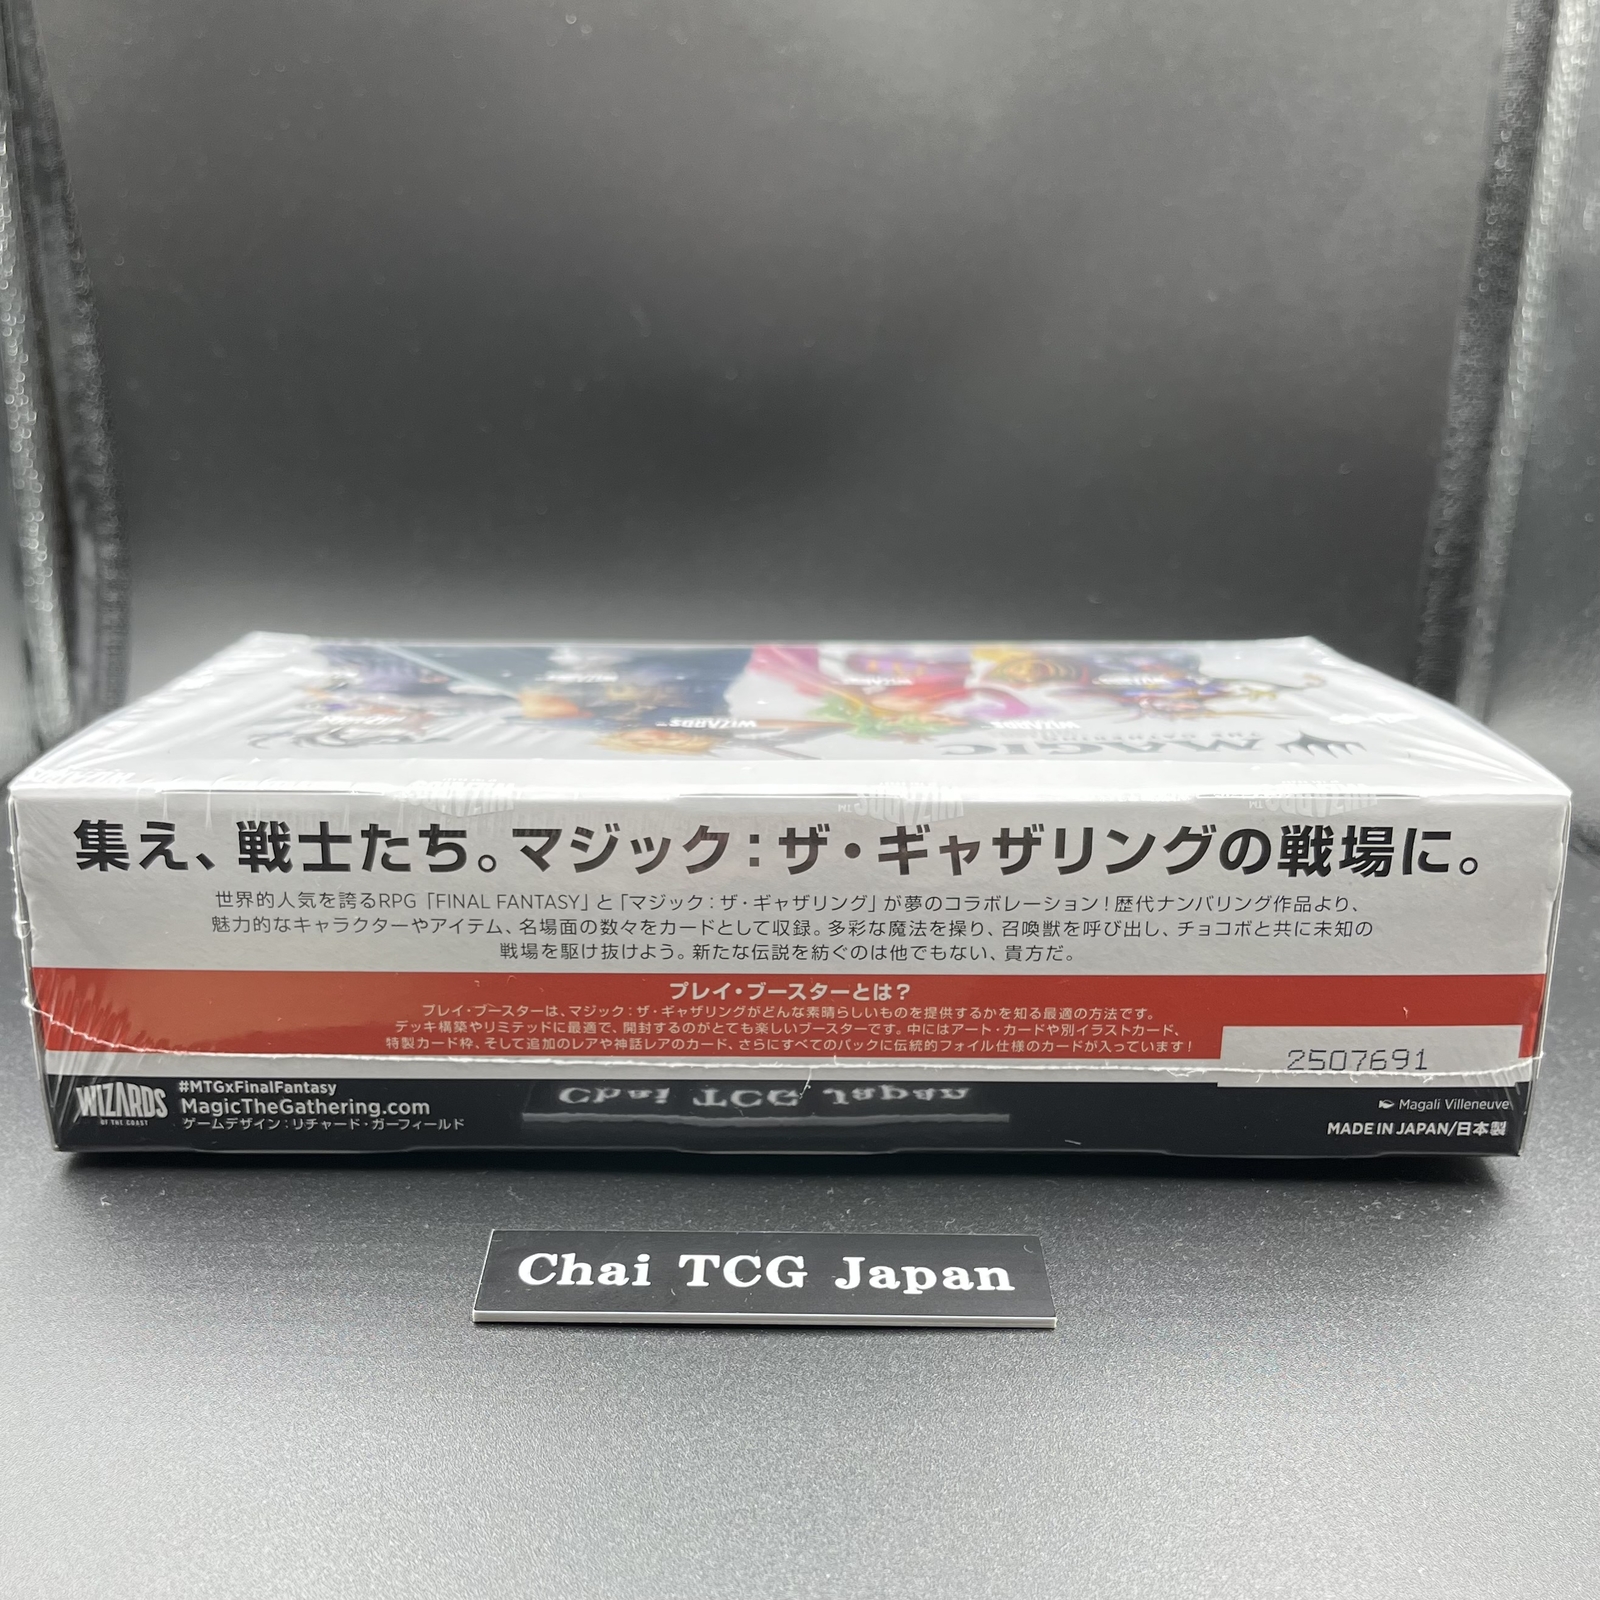 WIZARDS
WIZARDS
MAGIC
THE GATHERING
集え、戦士たち。マジック：ザ・ギャザリングの戦場に。
世界的人気を誇るRPG「FINAL FANTASY」と「マジック：ザ・ギャザリング」が夢のコラボレーション！歴代ナンバリング作品より、
魅力的なキャラクターやアイテム、名場面の数々をカードとして収録。多彩な魔法を操り、召喚獣を呼び出し、チョコボと共に未知の
戦場を駆け抜けよう。新たな伝説を紡ぐのは他でもない、貴方だ。
プレイ・ブースターとは？
プレイ・ブースターは、マジック：ザ・ギャザリングがどんな素晴らしいものを提供するかを知る最適の方法です。
デッキ構築やリミテッドに最適で、開封するのがとても楽しいブースターです。中にはアート・カードや別イラストカード、
特製カード枠、そして追加のレアや神話レアのカード、さらにすべてのパックに伝統的フォイル仕様のカードが入っています！
2507691
WIZARDS
OF THE COAST
#MTGxFinalFantasy
MagicTheGathering.com
ゲームデザイン：リチャード・ガーフィールド
Magali Villeneuve
MADE IN JAPAN/日本製
Chai TCG Japan
Chai TCG Japan